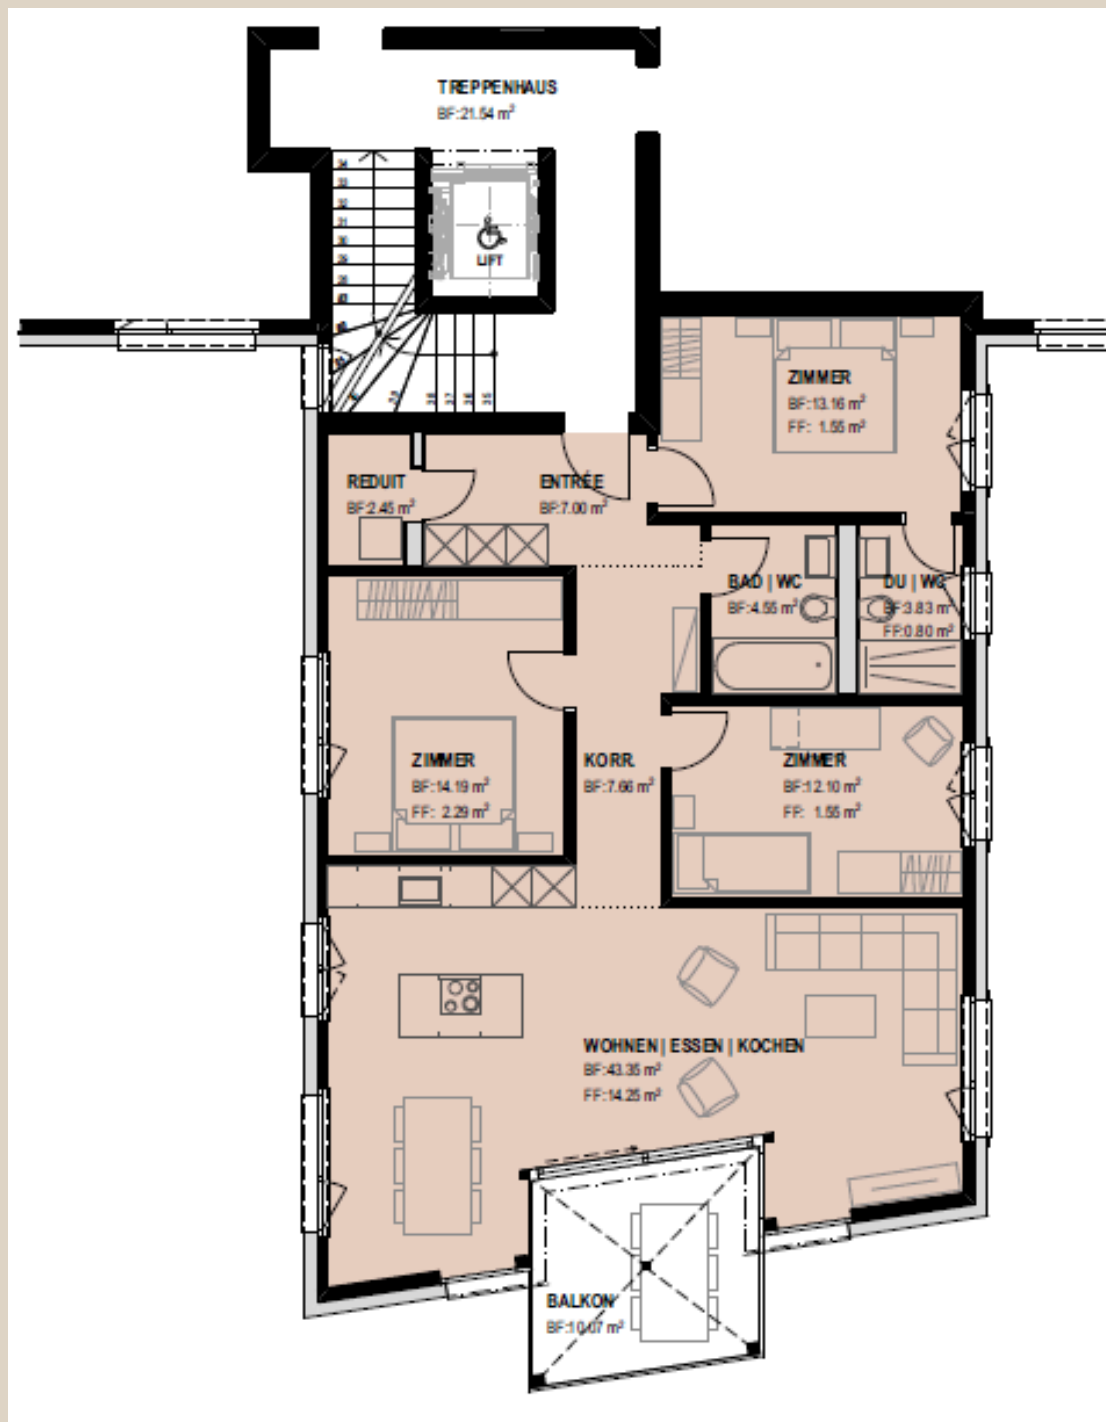 TREPPENHAUS
BF:21.54 m²
LIFT
ZIMMER
BF:13.16 m²
FF: 1.55 m²
REDUIT
BF:2.45 m²
ENTRÉE
BF:7.00 m²
BAD | WC
BF:4.55 m²
DU | WC
BF:3.83 m²
FF:0.80 m²
ZIMMER
BF:14.19 m²
FF: 2.29 m²
KORR.
BF:7.66 m²
ZIMMER
BF:12.10 m²
FF: 1.55 m²
WOHNEN | ESSEN | KOCHEN
BF:43.35 m²
FF:14.25 m²
BALKON
BF:10.07 m²